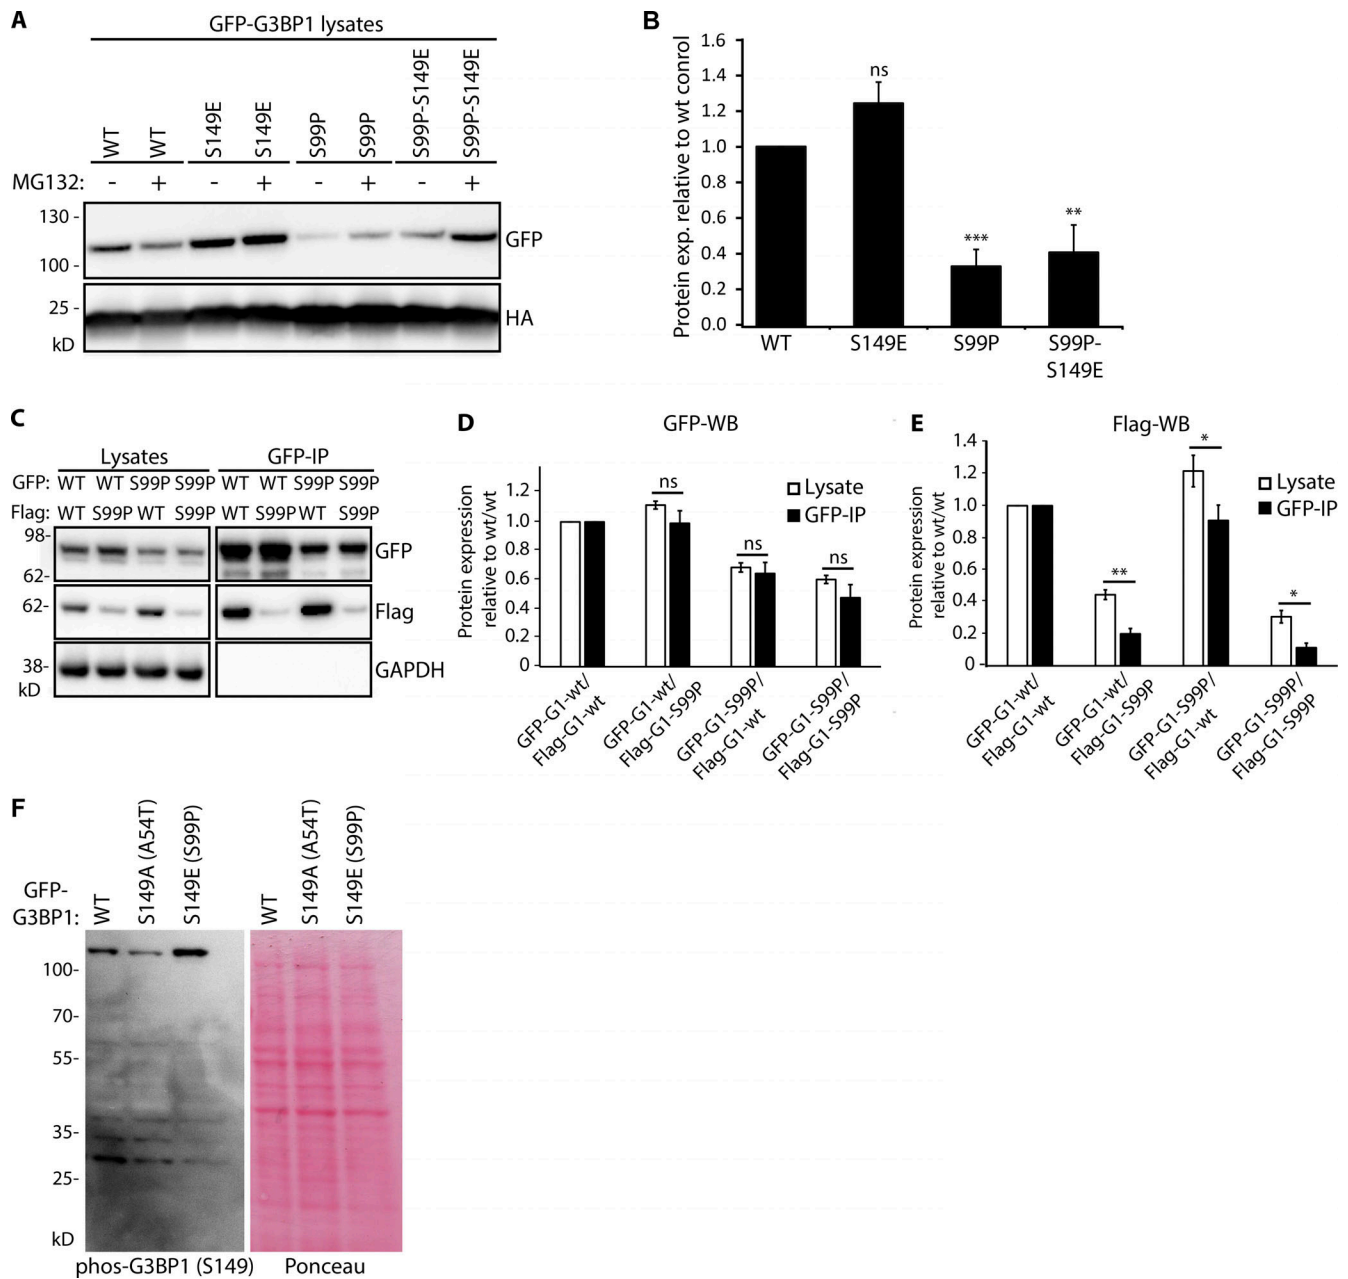 A
GFP-G3BP1 lysates
WT
WT
S149E
S149E
S99P
S99P
S99P-S149E
S99P-S149E
MG132: - + - + - + - +
130 -
GFP
100 -
25 -
HA
kD
B
Protein exp. relative to wt conrol
1.6
1.4
1.2
1.0
0.8
0.6
0.4
0.2
0.0
ns
***
**
WT S149E S99P S99P-
S149E
C
Lysates GFP-IP
GFP: WT WT S99P S99P WT WT S99P S99P
Flag: WT S99P WT S99P WT S99P WT S99P
98-
GFP
62-
62-
Flag
38-
GAPDH
kD
D
GFP-WB
Protein expression
relative to wt/wt
1.2
1.0
0.8
0.6
0.4
0.2
0
ns
ns
ns
Lysate
GFP-IP
GFP-G1-wt/
Flag-G1-wt
GFP-G1-wt/
Flag-G1-S99P
GFP-G1-S99P/
Flag-G1-wt
GFP-G1-S99P/
Flag-G1-S99P
E
Flag-WB
Protein expression
relative to wt/wt
1.4
1.2
1.0
0.8
0.6
0.4
0.2
0
**
*
*
Lysate
GFP-IP
GFP-G1-wt/
Flag-G1-wt
GFP-G1-wt/
Flag-G1-S99P
GFP-G1-S99P/
Flag-G1-wt
GFP-G1-S99P/
Flag-G1-S99P
F
GFP-
G3BP1:
WT
S149A (A54T)
S149E (S99P)
WT
S149A (A54T)
S149E (S99P)
100-
70-
55-
35-
25-
kD
phos-G3BP1 (S149) Ponceau